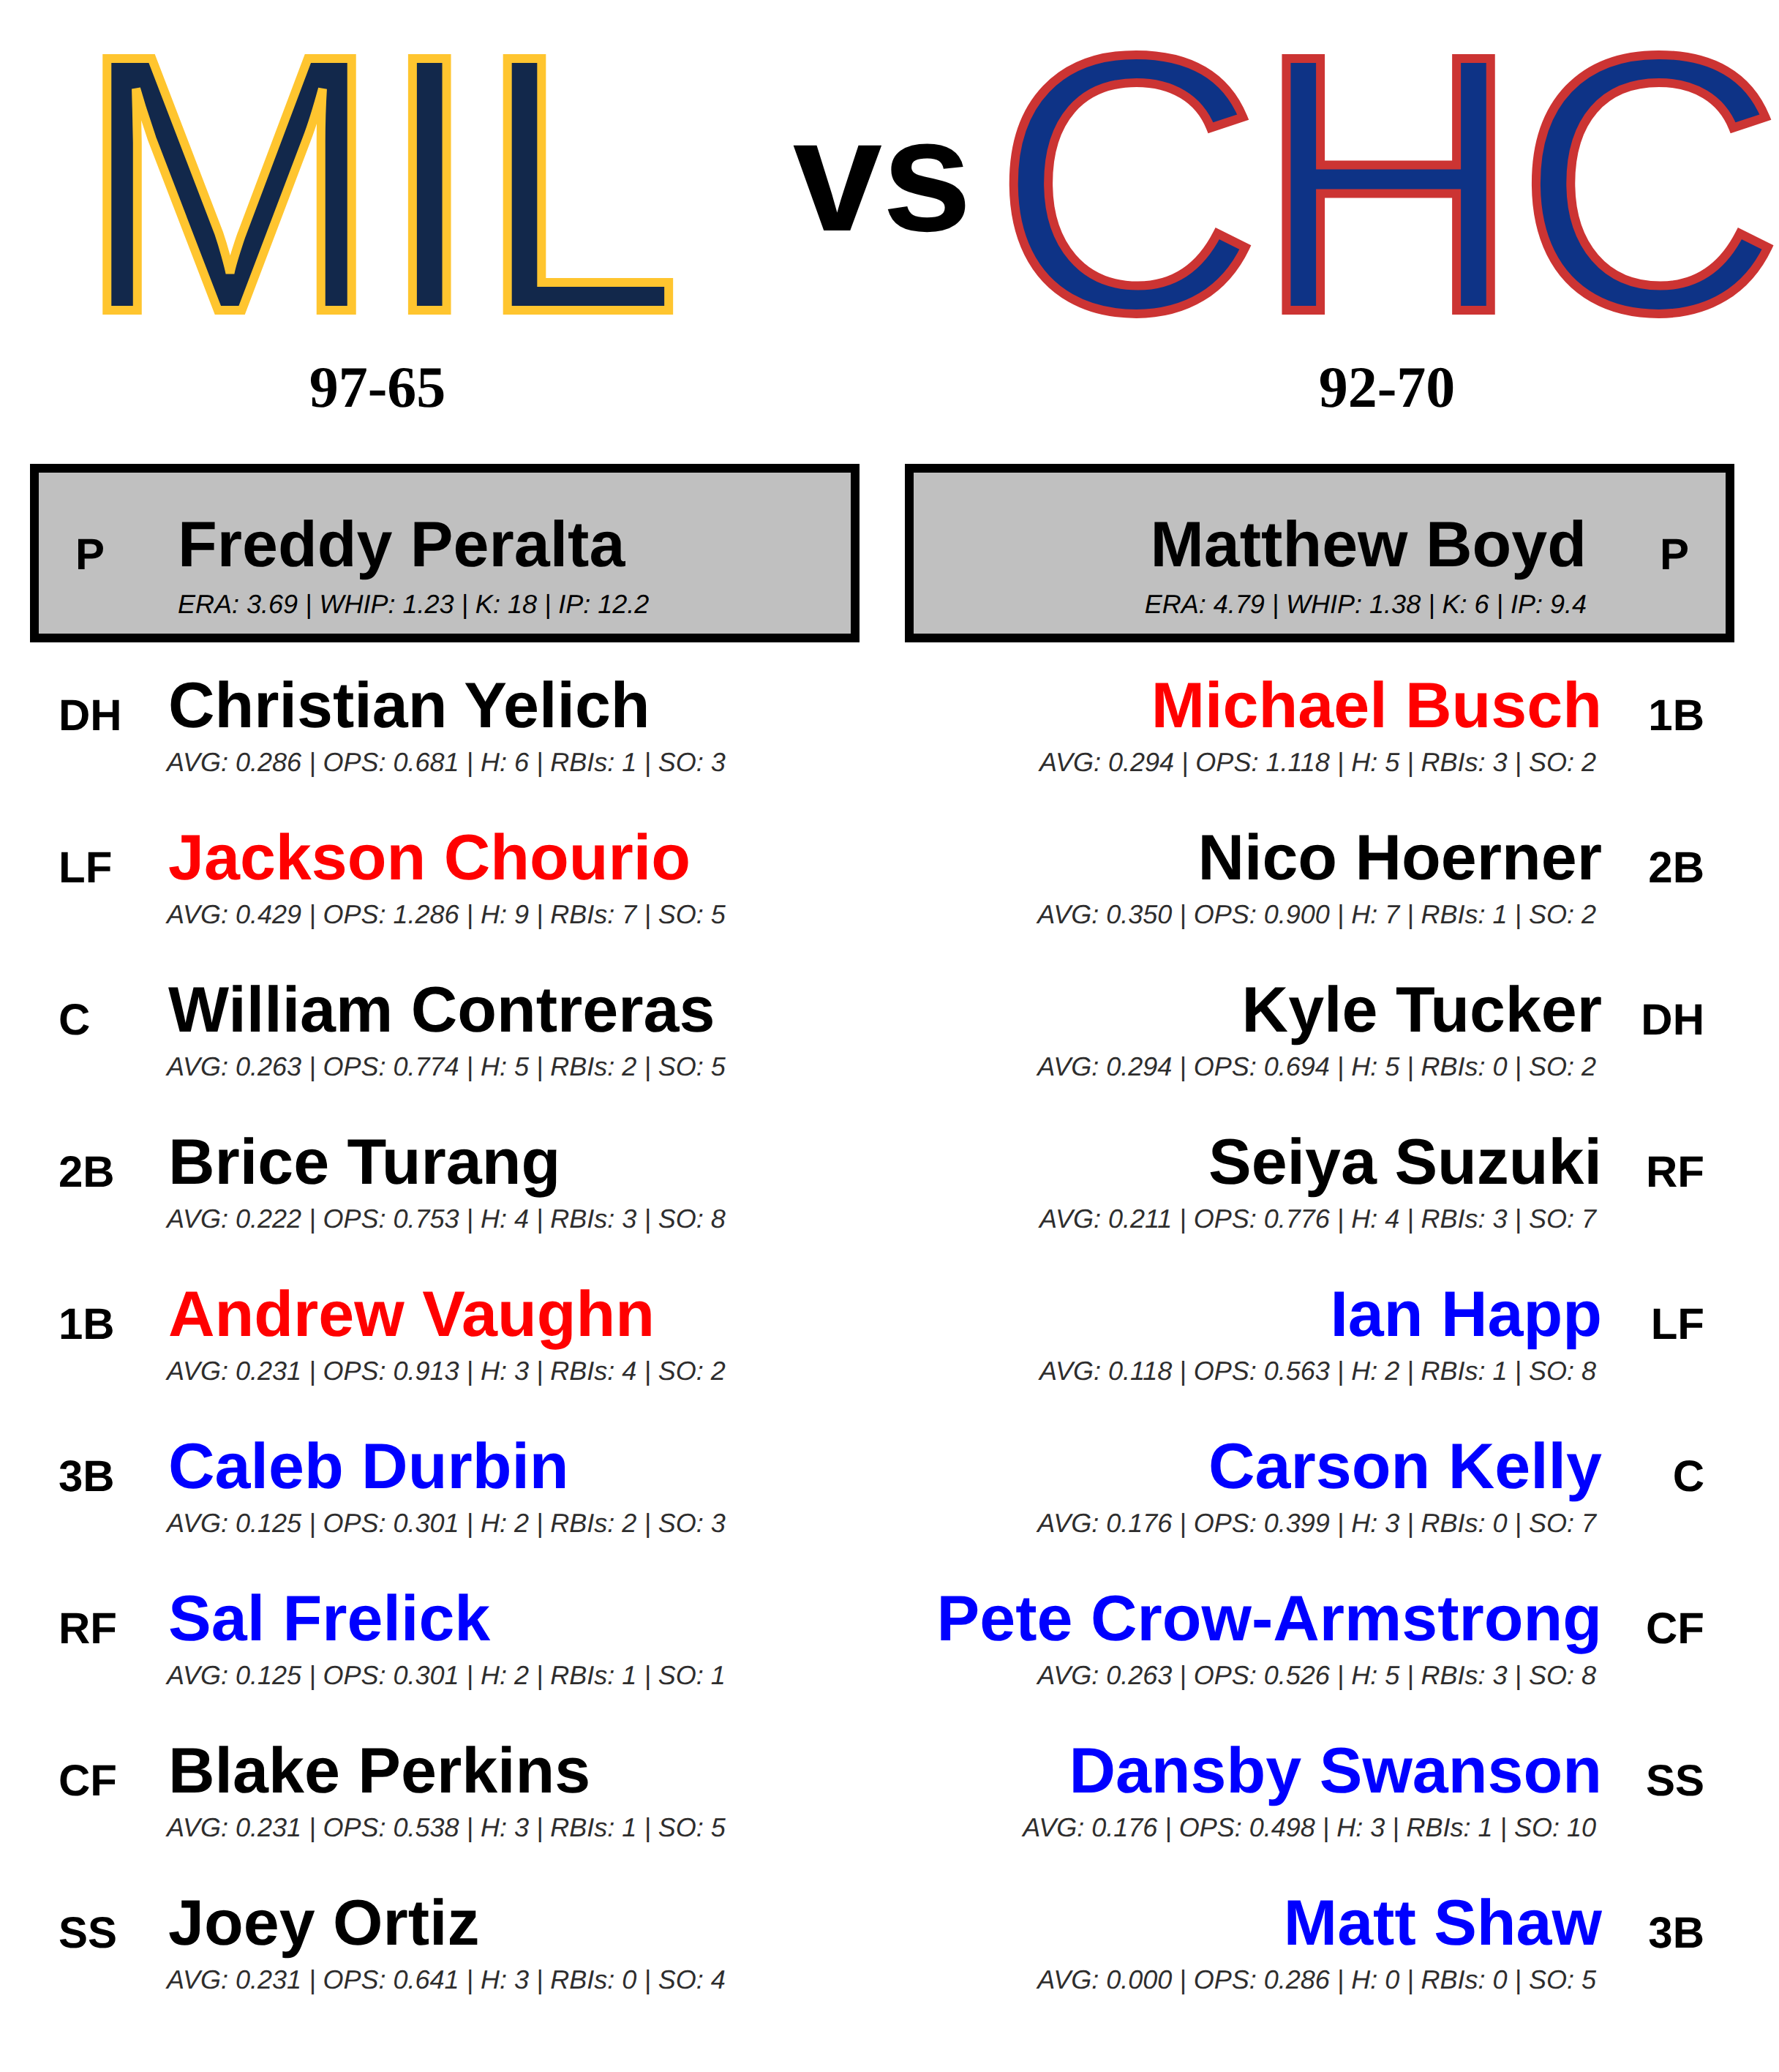 MIL vs CHC
97-65
92-70
P Freddy Peralta
ERA: 3.69 | WHIP: 1.23 | K: 18 | IP: 12.2
Matthew Boyd P
ERA: 4.79 | WHIP: 1.38 | K: 6 | IP: 9.4
DH Christian Yelich
AVG: 0.286 | OPS: 0.681 | H: 6 | RBIs: 1 | SO: 3
LF Jackson Chourio
AVG: 0.429 | OPS: 1.286 | H: 9 | RBIs: 7 | SO: 5
C William Contreras
AVG: 0.263 | OPS: 0.774 | H: 5 | RBIs: 2 | SO: 5
2B Brice Turang
AVG: 0.222 | OPS: 0.753 | H: 4 | RBIs: 3 | SO: 8
1B Andrew Vaughn
AVG: 0.231 | OPS: 0.913 | H: 3 | RBIs: 4 | SO: 2
3B Caleb Durbin
AVG: 0.125 | OPS: 0.301 | H: 2 | RBIs: 2 | SO: 3
RF Sal Frelick
AVG: 0.125 | OPS: 0.301 | H: 2 | RBIs: 1 | SO: 1
CF Blake Perkins
AVG: 0.231 | OPS: 0.538 | H: 3 | RBIs: 1 | SO: 5
SS Joey Ortiz
AVG: 0.231 | OPS: 0.641 | H: 3 | RBIs: 0 | SO: 4
Michael Busch 1B
AVG: 0.294 | OPS: 1.118 | H: 5 | RBIs: 3 | SO: 2
Nico Hoerner 2B
AVG: 0.350 | OPS: 0.900 | H: 7 | RBIs: 1 | SO: 2
Kyle Tucker DH
AVG: 0.294 | OPS: 0.694 | H: 5 | RBIs: 0 | SO: 2
Seiya Suzuki RF
AVG: 0.211 | OPS: 0.776 | H: 4 | RBIs: 3 | SO: 7
Ian Happ LF
AVG: 0.118 | OPS: 0.563 | H: 2 | RBIs: 1 | SO: 8
Carson Kelly C
AVG: 0.176 | OPS: 0.399 | H: 3 | RBIs: 0 | SO: 7
Pete Crow-Armstrong CF
AVG: 0.263 | OPS: 0.526 | H: 5 | RBIs: 3 | SO: 8
Dansby Swanson SS
AVG: 0.176 | OPS: 0.498 | H: 3 | RBIs: 1 | SO: 10
Matt Shaw 3B
AVG: 0.000 | OPS: 0.286 | H: 0 | RBIs: 0 | SO: 5